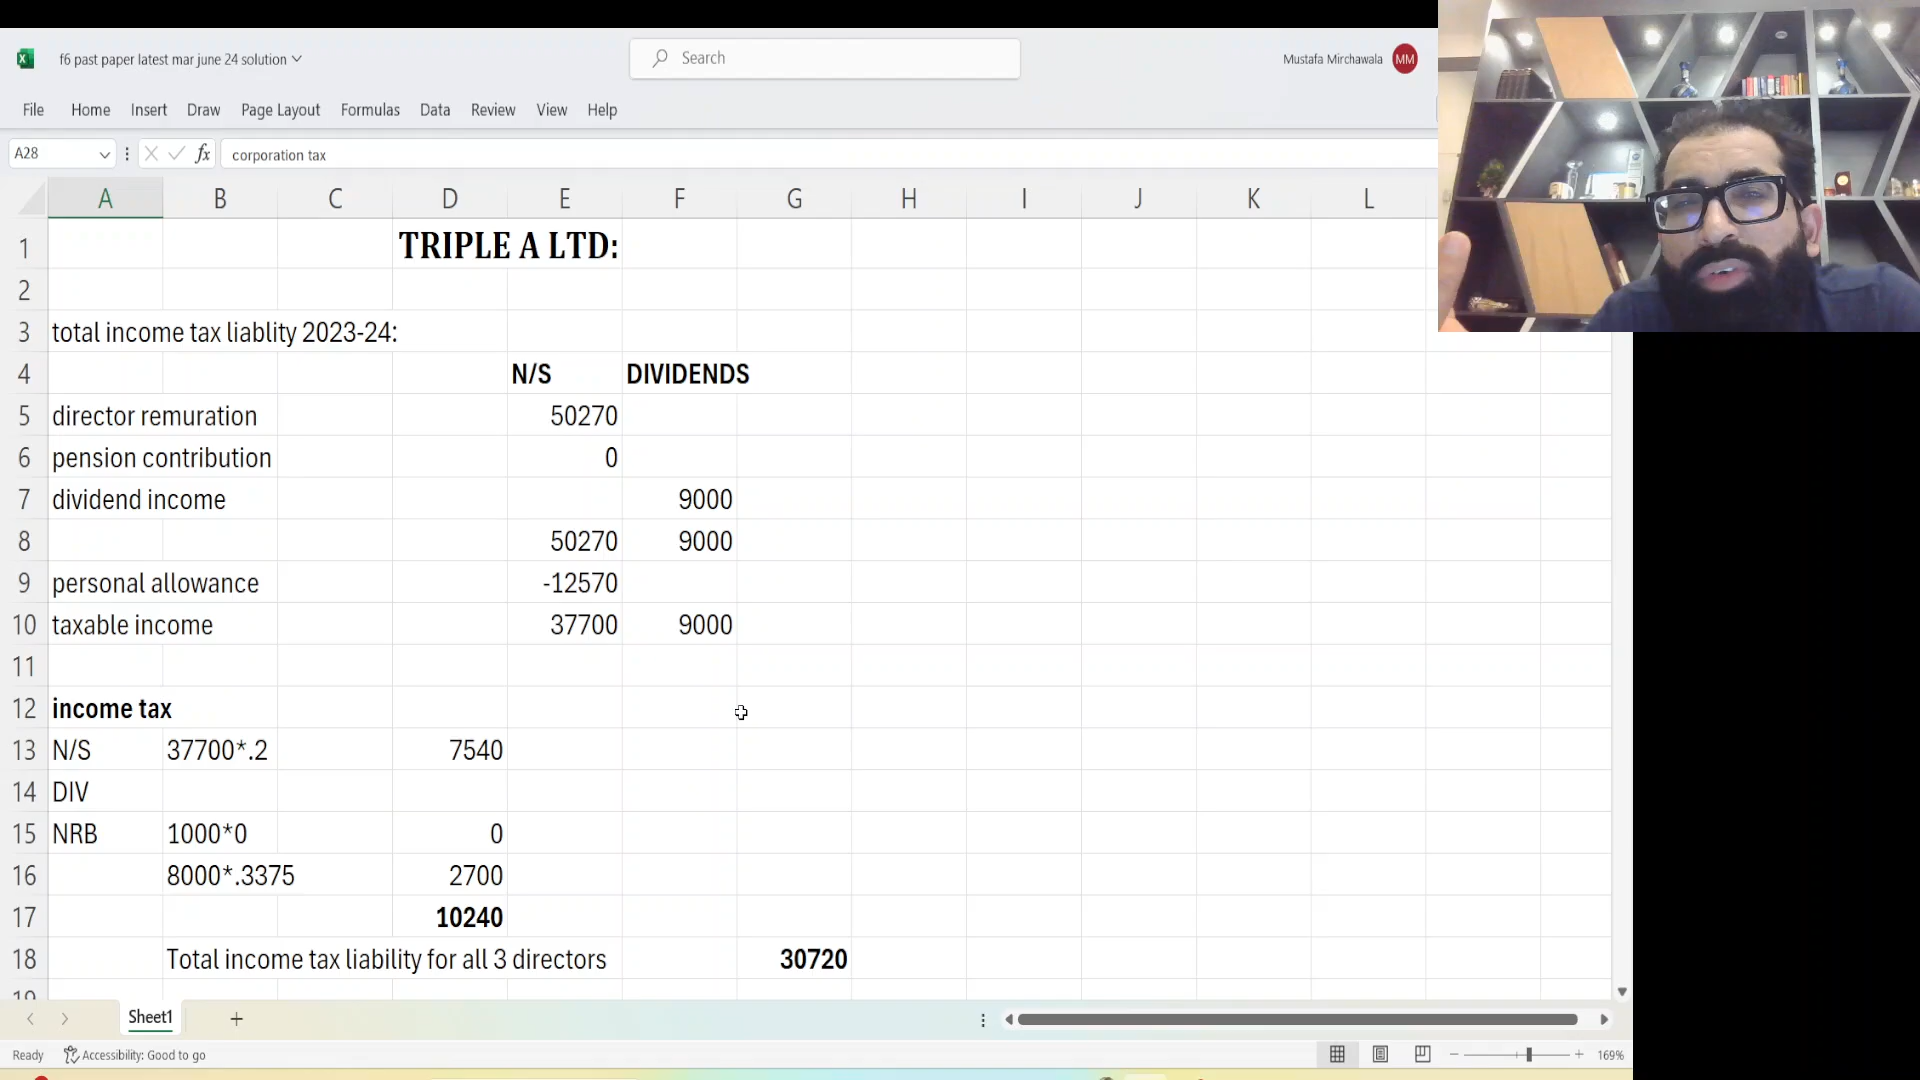 f6 past paper latest mar june 24 solution
Search
Mustafa Mirchawala MM
File Home Insert Draw Page Layout Formulas Data Review View Help
A28 fx corporation tax
A B C D E F G H I J K L
1 TRIPLE A LTD:
2
3 total income tax liablity 2023-24:
4 N/S DIVIDENDS
5 director remuration 50270
6 pension contribution 0
7 dividend income 9000
8 50270 9000
9 personal allowance -12570
10 taxable income 37700 9000
11
12 income tax
13 N/S 37700*.2 7540
14 DIV
15 NRB 1000*0 0
16 8000*.3375 2700
17 10240
18 Total income tax liability for all 3 directors 30720
19
Sheet1
Ready Accessibility: Good to go 169%